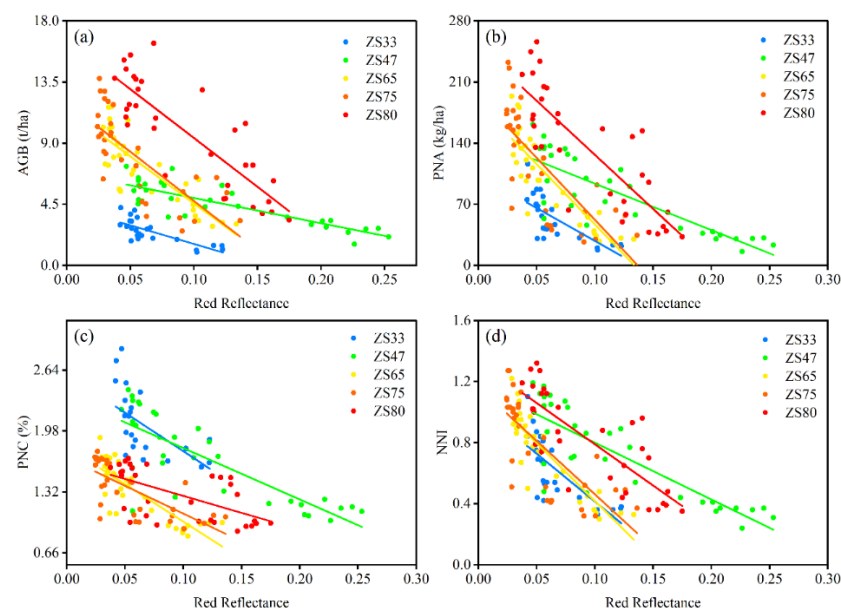 (a)
ZS33
ZS47
ZS65
ZS75
ZS80
18.0
13.5
9.0
4.5
0.0
AGB (t/ha)
0.00 0.05 0.10 0.15 0.20 0.25
Red Reflectance
(b)
ZS33
ZS47
ZS65
ZS75
ZS80
280
210
140
70
0
PNA (kg/ha)
0.00 0.05 0.10 0.15 0.20 0.25 0.30
Red Reflectance
(c)
ZS33
ZS47
ZS65
ZS75
ZS80
2.64
1.98
1.32
0.66
PNC (%)
0.00 0.05 0.10 0.15 0.20 0.25 0.30
Red Reflectance
(d)
ZS33
ZS47
ZS65
ZS75
ZS80
1.6
1.2
0.8
0.4
0.0
NNI
0.00 0.05 0.10 0.15 0.20 0.25 0.30
Red Reflectance